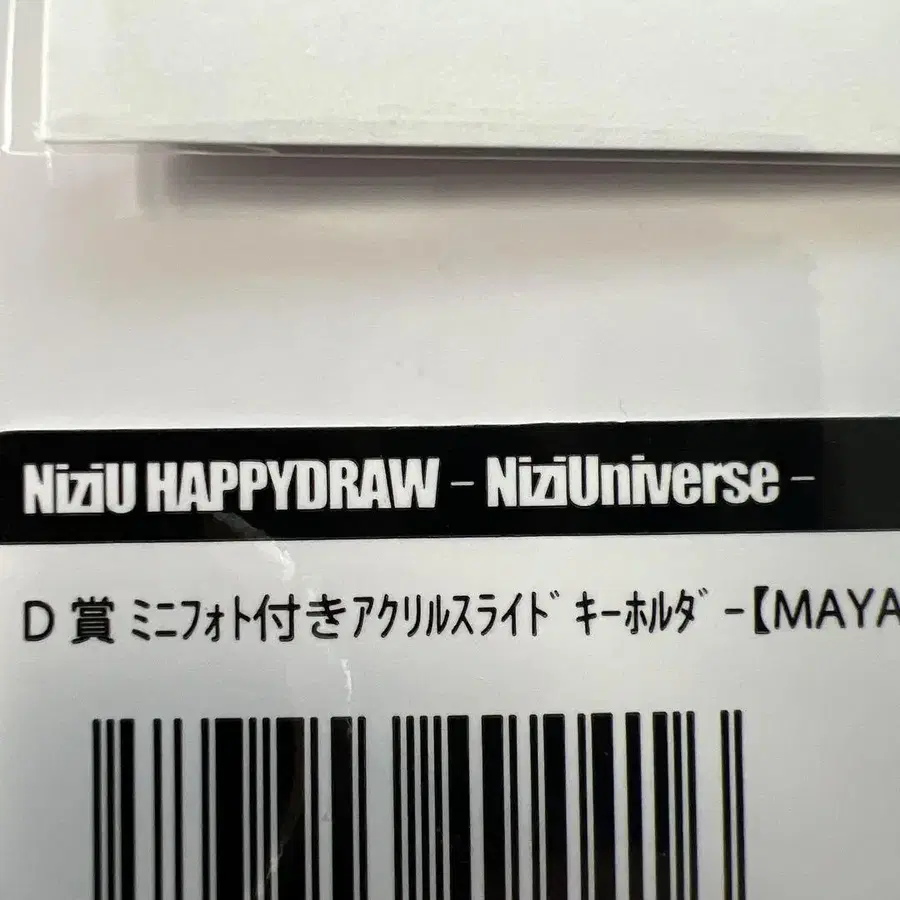 NiziU HAPPYDRAW – NiziUniverse –
D 賞 ﾐﾆﾌｫﾄ付きｱｸﾘﾙｽﾗｲﾄﾞ ｷｰﾎﾙﾀﾞｰ【MAYA